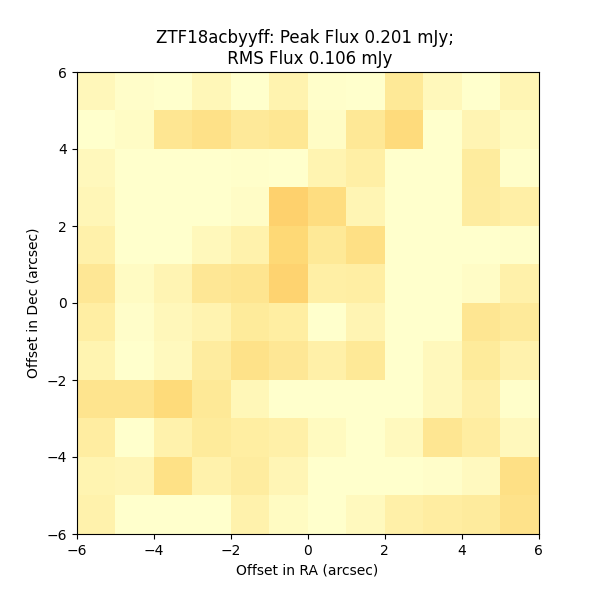 ZTF18acbyyff: Peak Flux 0.201 mJy;
RMS Flux 0.106 mJy
6
4
2
0
−2
−4
−6
Offset in Dec (arcsec)
−6 −4 −2 0 2 4 6
Offset in RA (arcsec)